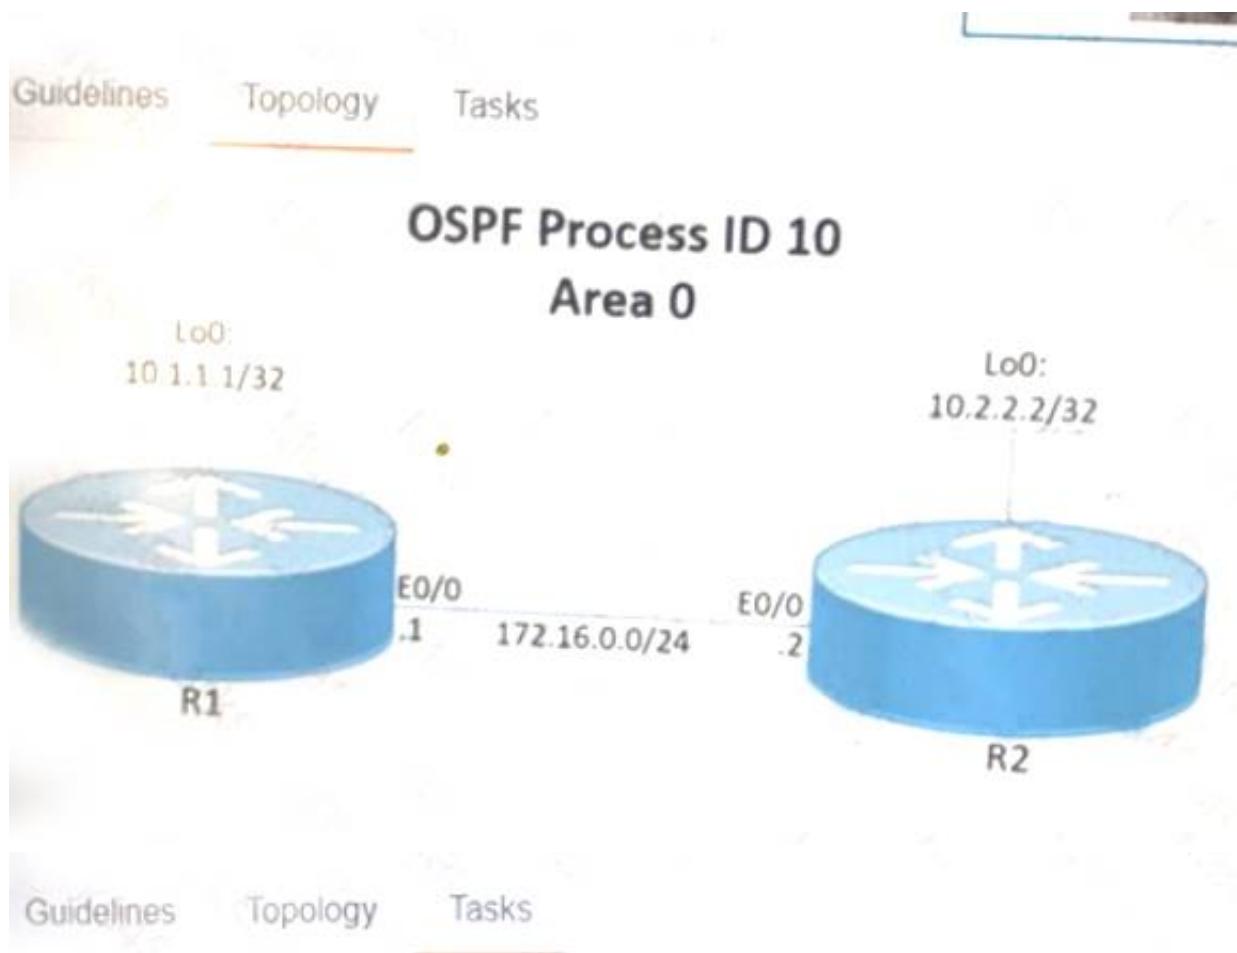 Guidelines Topology Tasks
OSPF Process ID 10
Area 0
Lo0:
10.1.1.1/32
Lo0:
10.2.2.2/32
E0/0
.1
172.16.0.0/24
E0/0
.2
R1
R2
Guidelines Topology Tasks